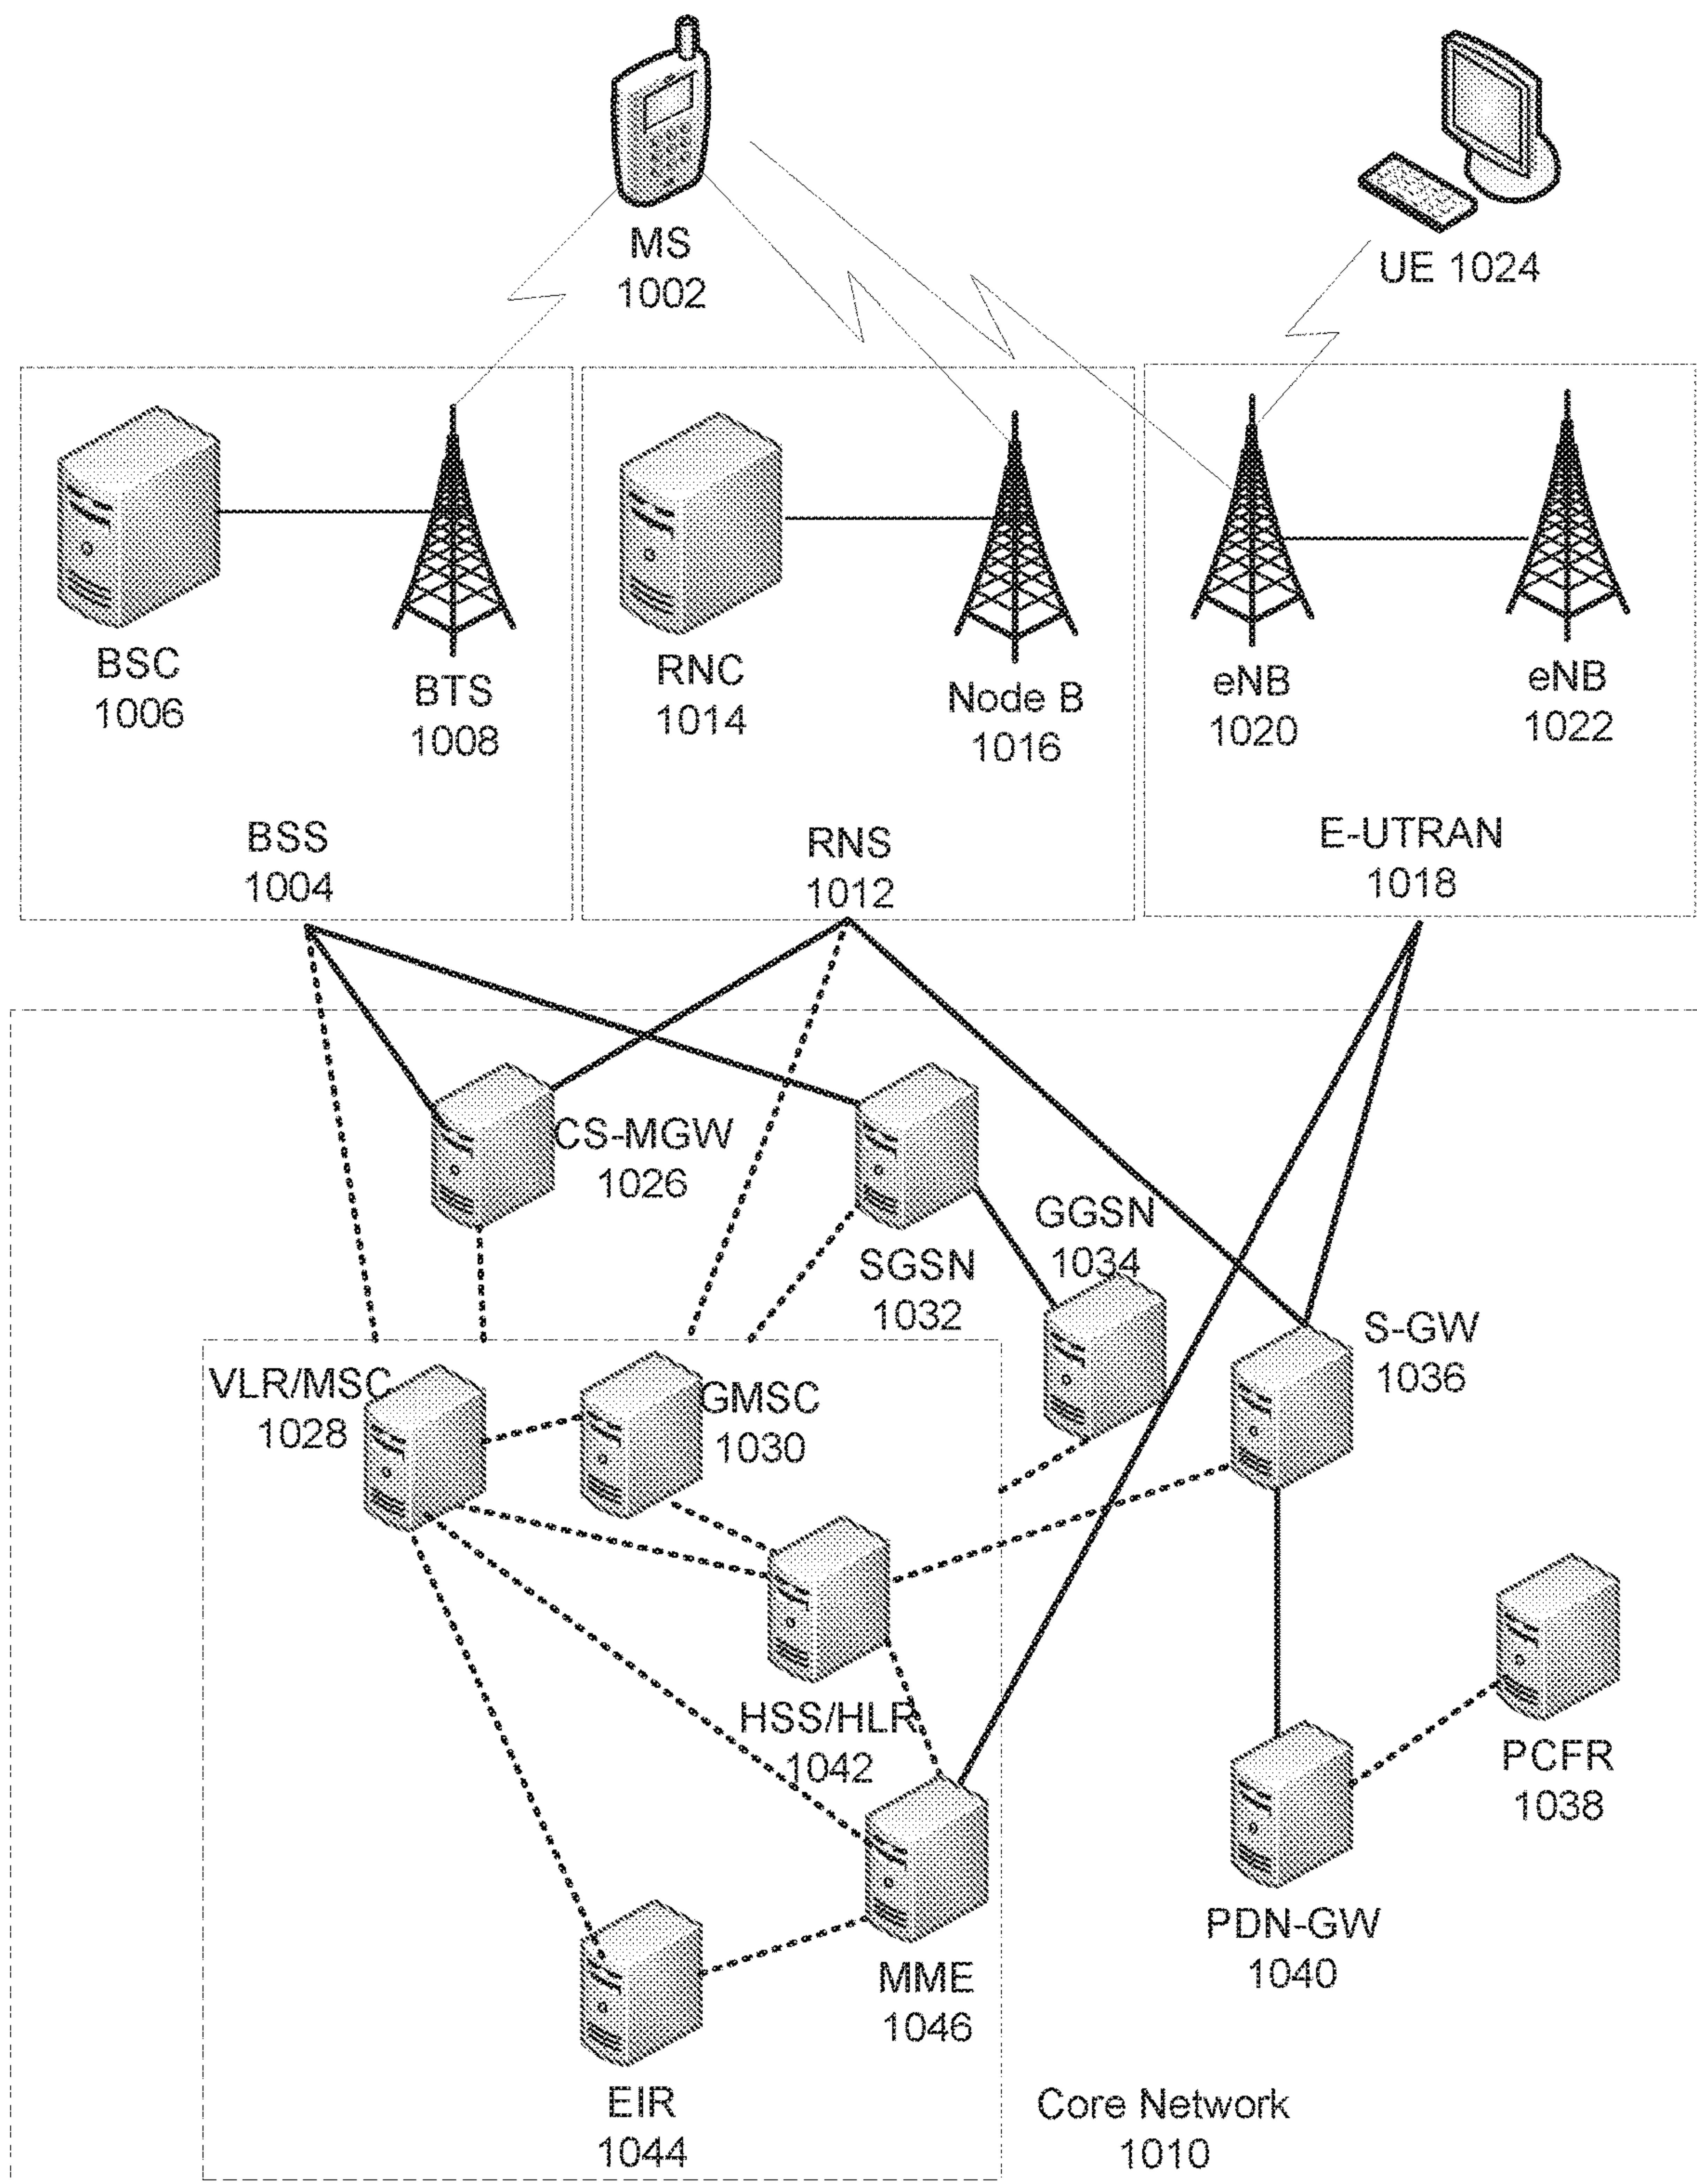 MS
1002
UE 1024
BSC
1006
BTS
1008
RNC
1014
Node B
1016
eNB
1020
eNB
1022
BSS
1004
RNS
1012
E-UTRAN
1018
CS-MGW
1026
SGSN
1032
GGSN
1034
S-GW
1036
VLR/MSC
1028
GMSC
1030
HSS/HLR
1042
PCFR
1038
PDN-GW
1040
MME
1046
EIR
1044
Core Network
1010